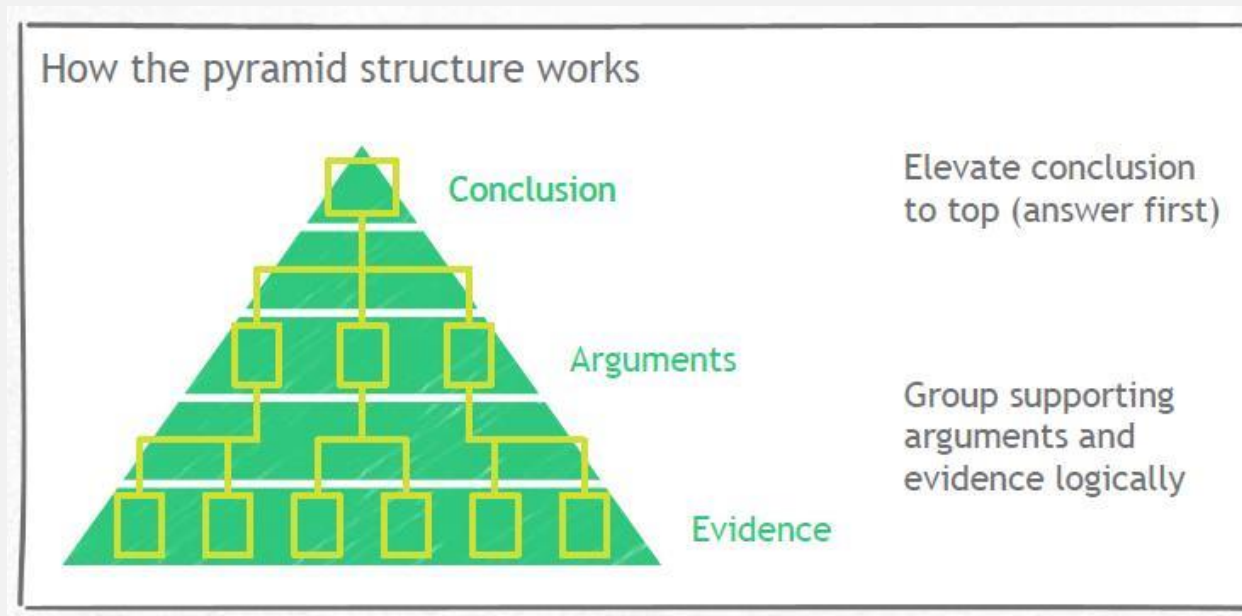 How the pyramid structure works
Conclusion
Elevate conclusion
to top (answer first)
Arguments
Group supporting
arguments and
evidence logically
Evidence